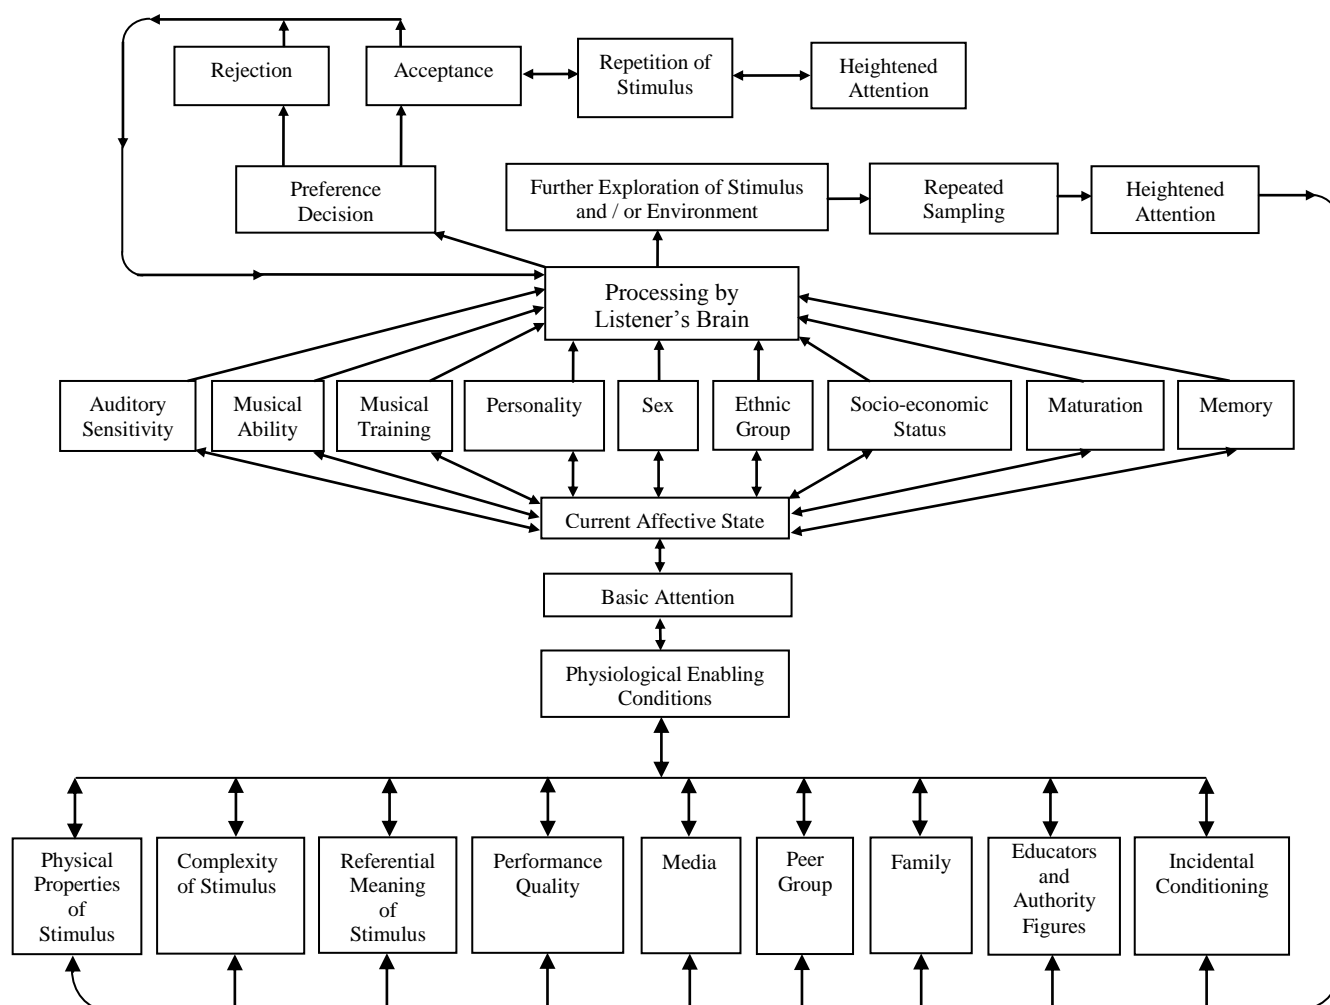 Rejection
Acceptance
Repetition of
Stimulus
Heightened
Attention
Preference
Decision
Further Exploration of Stimulus
and / or Environment
Repeated
Sampling
Heightened
Attention
Processing by
Listener’s Brain
Auditory
Sensitivity
Musical
Ability
Musical
Training
Personality
Sex
Ethnic
Group
Socio-economic
Status
Maturation
Memory
Current Affective State
Basic Attention
Physiological Enabling
Conditions
Physical
Properties
of
Stimulus
Complexity
of Stimulus
Referential
Meaning
of
Stimulus
Performance
Quality
Media
Peer
Group
Family
Educators
and
Authority
Figures
Incidental
Conditioning